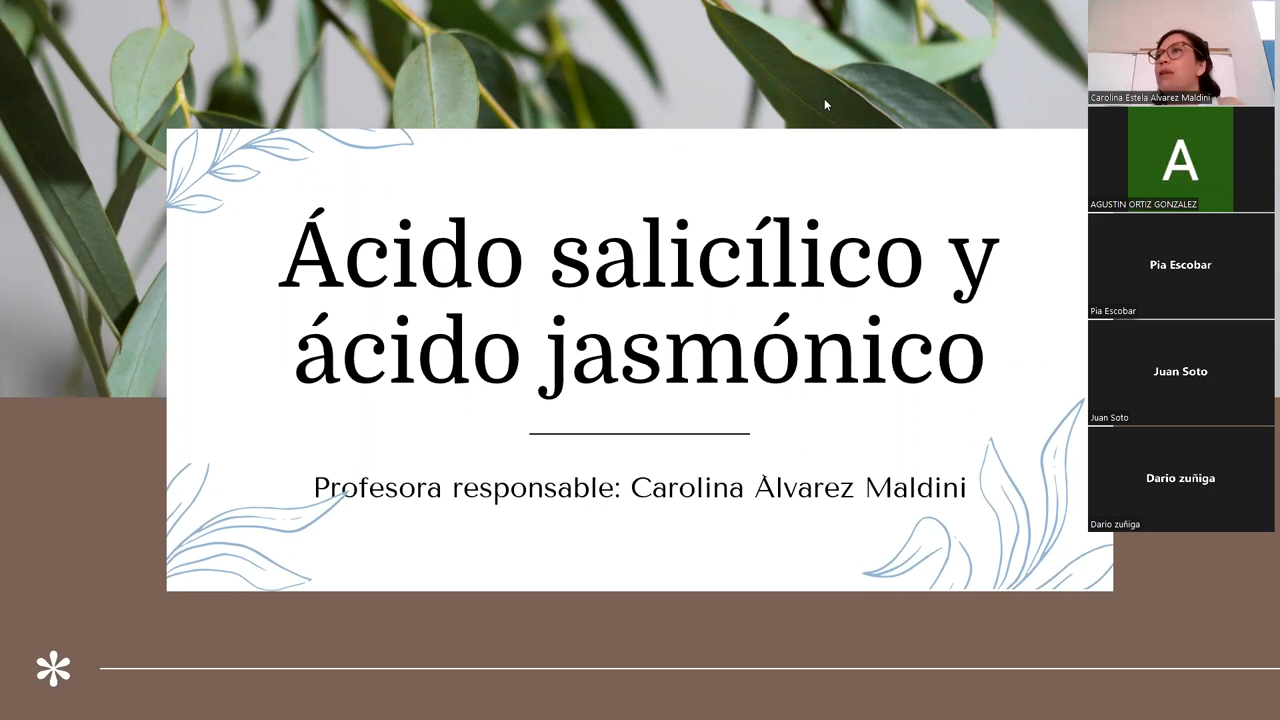 Ácido salicílico y
ácido jasmónico
Profesora responsable: Carolina Àlvarez Maldini
*
Carolina Estela Alvarez Maldini
A
AGUSTIN ORTIZ GONZALEZ
Pia Escobar
Pia Escobar
Juan Soto
Juan Soto
Dario zuñiga
Dario zuñiga